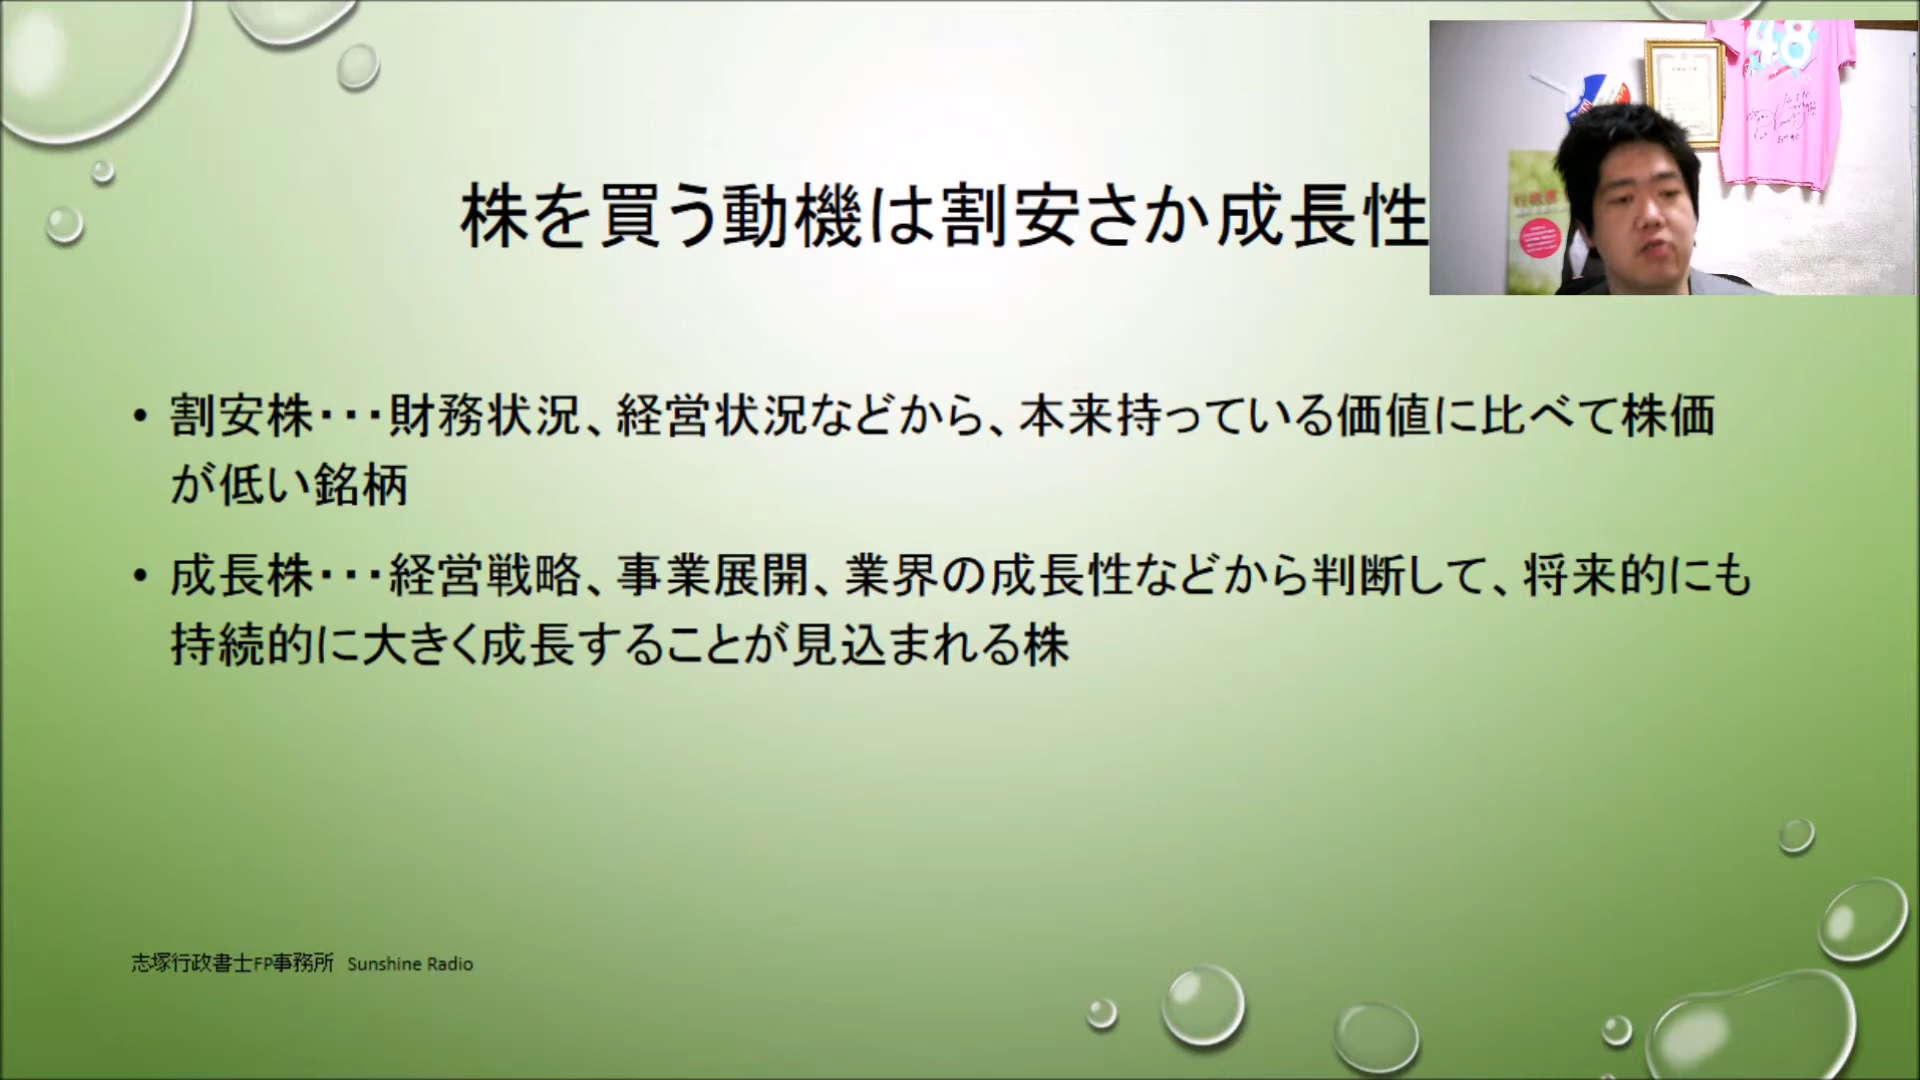 株を買う動機は割安さか成長性
48
行政書
• 割安株・・・財務状況、経営状況などから、本来持っている価値に比べて株価
が低い銘柄
• 成長株・・・経営戦略、事業展開、業界の成長性などから判断して、将来的にも
持続的に大きく成長することが見込まれる株
志塚行政書士FP事務所 Sunshine Radio